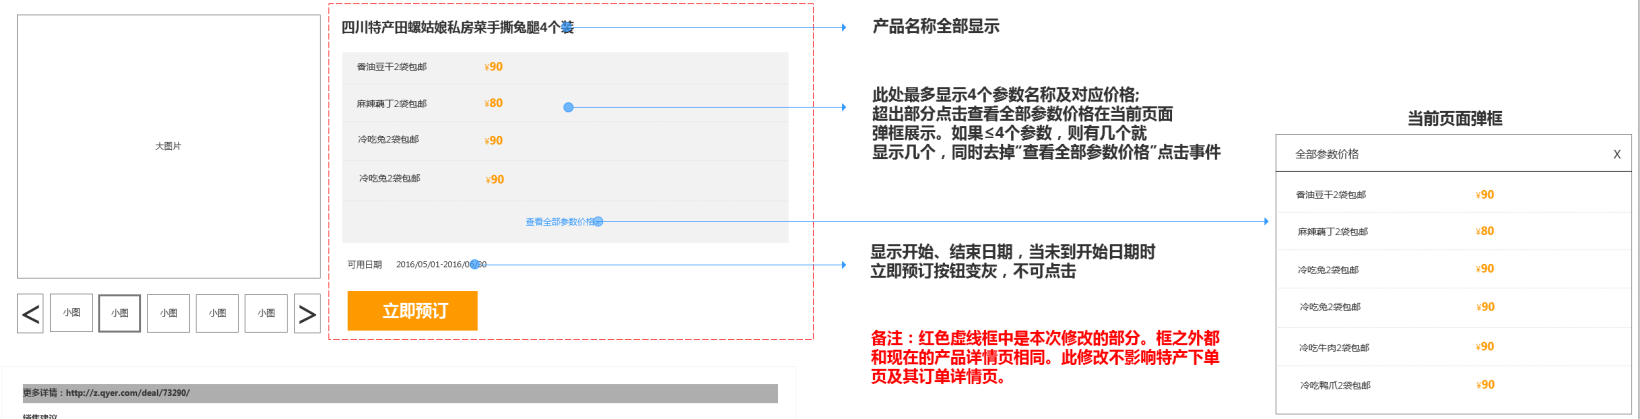 大图片
<
小图
小图
小图
小图
小图
>
四川特产田螺姑娘私房菜手撕兔腿4个装
香油豆干2袋包邮 ¥90
麻辣藕丁2袋包邮 ¥80
冷吃兔2袋包邮 ¥90
冷吃兔2袋包邮 ¥90
查看全部参数价格
可用日期 2016/05/01-2016/06/30
立即预订
产品名称全部显示
此处最多显示4个参数名称及对应价格;
超出部分点击查看全部参数价格在当前页面
弹框展示。如果≤4个参数，则有几个就
显示几个，同时去掉“查看全部参数价格”点击事件
显示开始、结束日期，当未到开始日期时
立即预订按钮变灰，不可点击
备注：红色虚线框中是本次修改的部分。框之外都
和现在的产品详情页相同。此修改不影响特产下单
页及其订单详情页。
当前页面弹框
全部参数价格 X
香油豆干2袋包邮 ¥90
麻辣藕丁2袋包邮 ¥80
冷吃兔2袋包邮 ¥90
冷吃兔2袋包邮 ¥90
冷吃牛肉2袋包邮 ¥90
冷吃鸭爪2袋包邮 ¥90
更多详情：http://z.qyer.com/deal/73290/